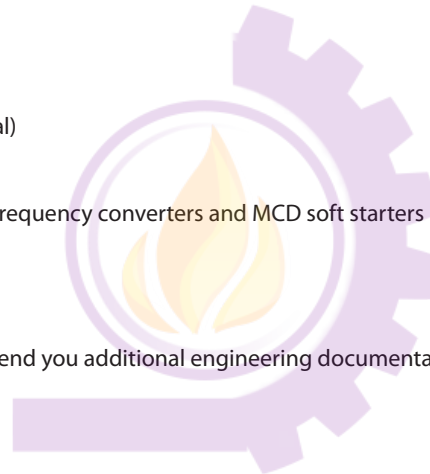 al)
requency converters and MCD soft starters
end you additional engineering documenta